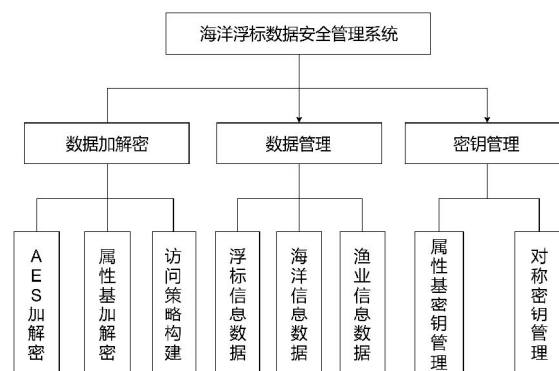 海洋浮标数据安全管理系统
数据加解密
数据管理
密钥管理
AES加解密
属性基加解密
访问策略构建
浮标信息数据
海洋信息数据
渔业信息数据
属性基密钥管理
对称密钥管理